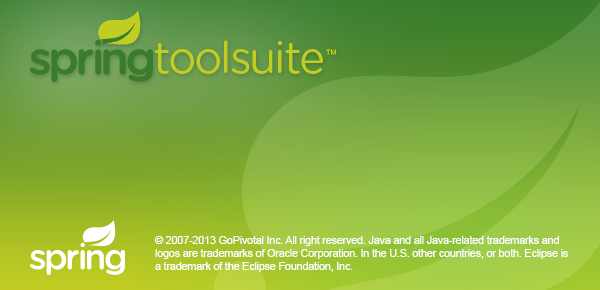 springtoolsuite™
spring
© 2007-2013 GoPivotal Inc. All right reserved. Java and all Java-related trademarks and
logos are trademarks of Oracle Corporation. In the U.S. other countries, or both. Eclipse is
a trademark of the Eclipse Foundation, Inc.